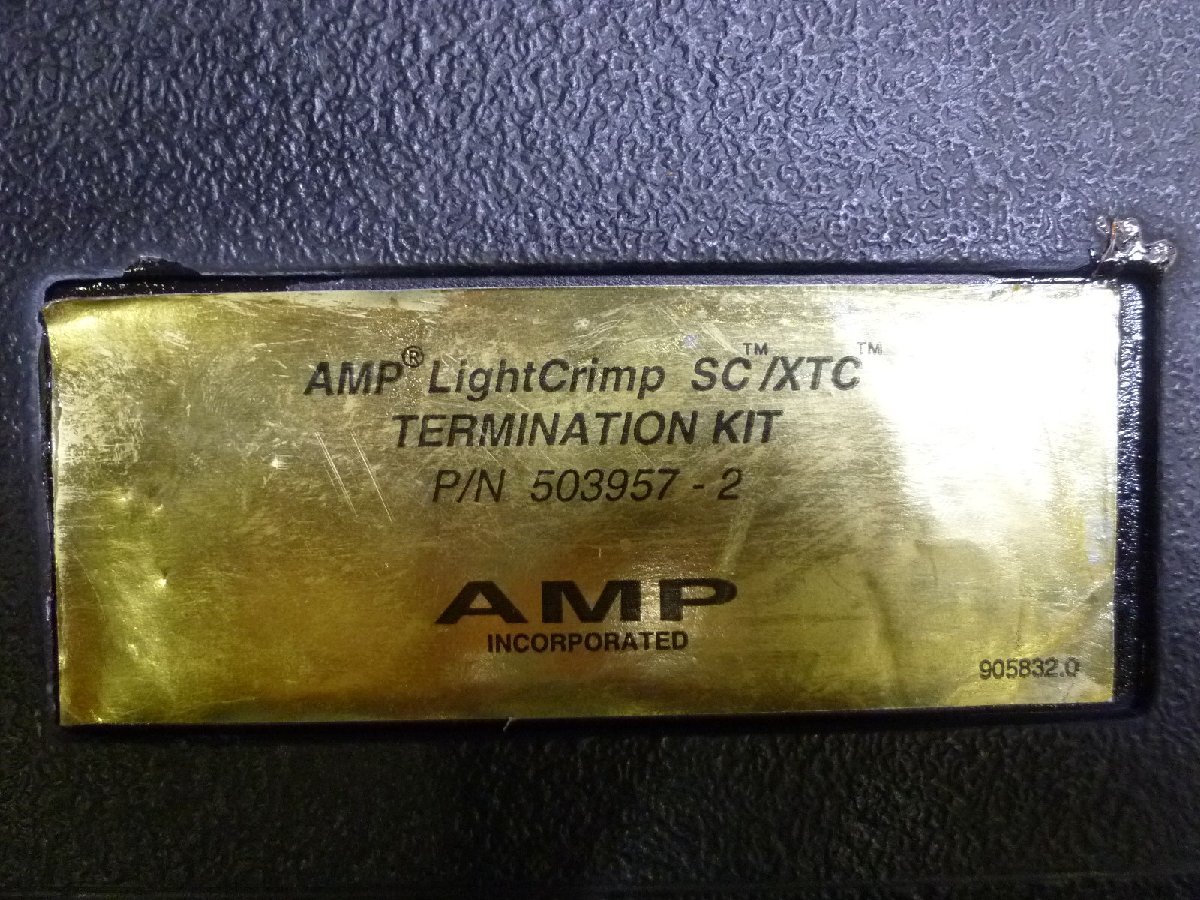 AMP® LightCrimp SC™/XTC™
TERMINATION KIT
P/N 503957 - 2
AMP
INCORPORATED
905832.0